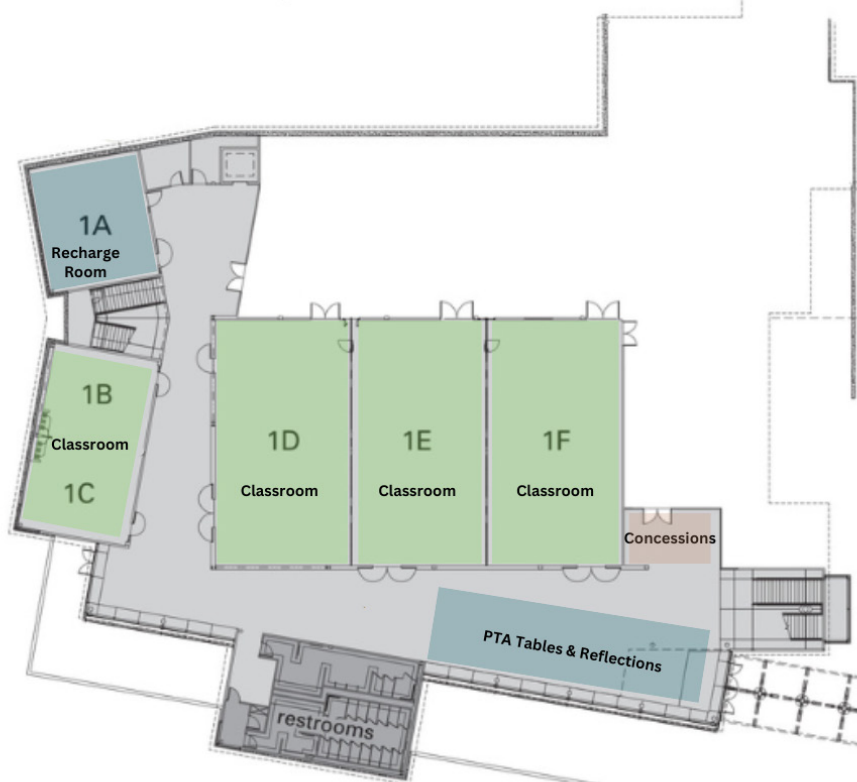 1A
Recharge
Room
1B
Classroom
1C
1D
Classroom
1E
Classroom
1F
Classroom
Concessions
PTA Tables & Reflections
restrooms